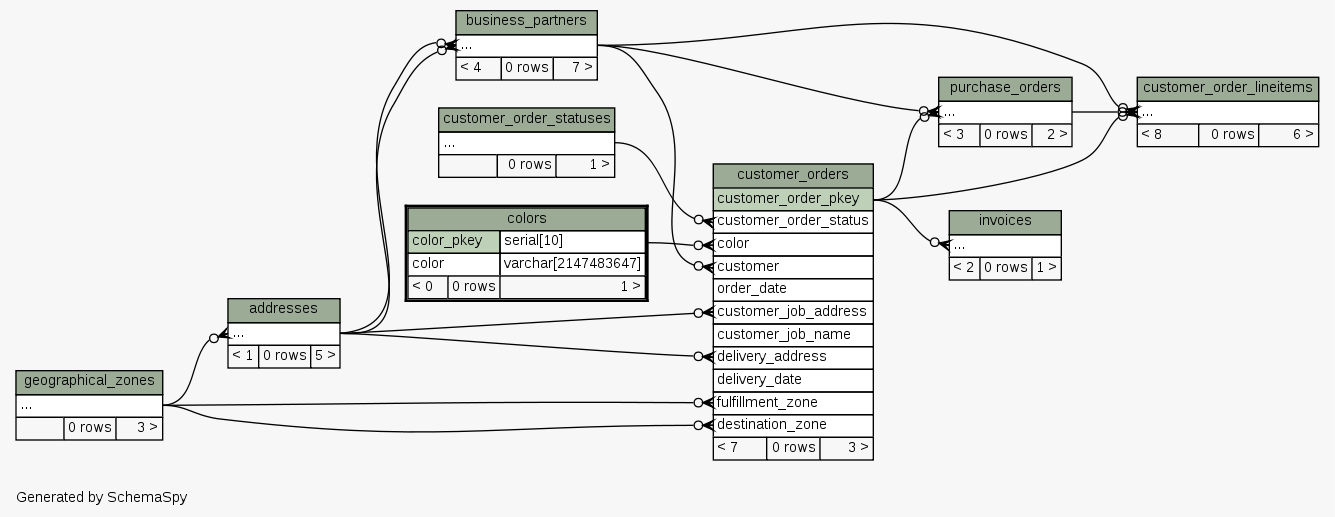 business_partners
...
< 4 0 rows 7 >
purchase_orders
...
< 3 0 rows 2 >
customer_order_lineitems
...
< 8 0 rows 6 >
customer_order_statuses
...
0 rows 1 >
customer_orders
customer_order_pkey
customer_order_status
color
customer
order_date
customer_job_address
customer_job_name
delivery_address
delivery_date
fulfillment_zone
destination_zone
< 7 0 rows 3 >
colors
color_pkey serial[10]
color varchar[2147483647]
< 0 0 rows 1 >
invoices
...
< 2 0 rows 1 >
addresses
...
< 1 0 rows 5 >
geographical_zones
...
0 rows 3 >
Generated by SchemaSpy